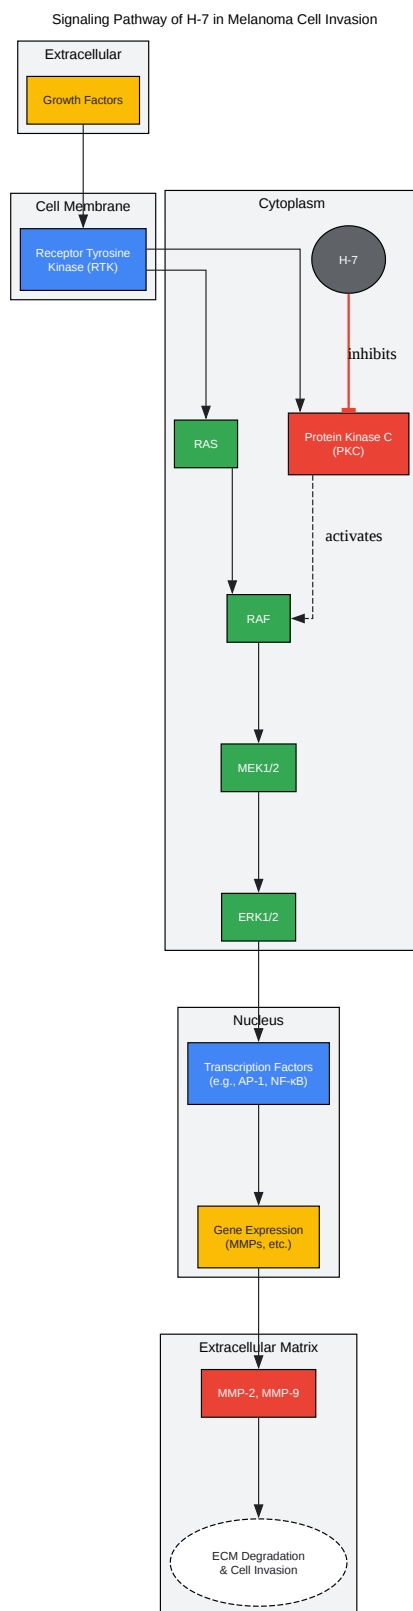 Signaling Pathway of H-7 in Melanoma Cell Invasion
Extracellular
Growth Factors
Cell Membrane
Receptor Tyrosine
Kinase (RTK)
Cytoplasm
H-7
inhibits
RAS
Protein Kinase C
(PKC)
activates
RAF
MEK1/2
ERK1/2
Nucleus
Transcription Factors
(e.g., AP-1, NF-κB)
Gene Expression
(MMPs, etc.)
Extracellular Matrix
MMP-2, MMP-9
ECM Degradation
& Cell Invasion